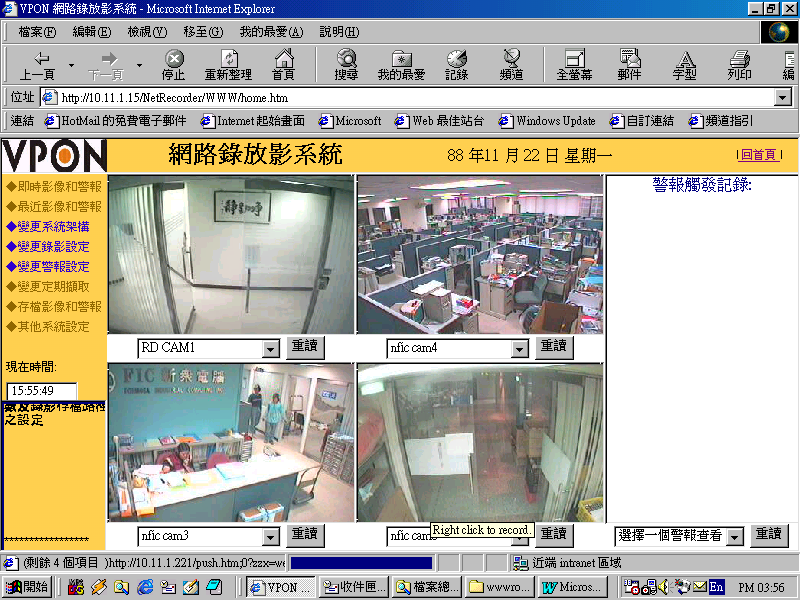 VPON 網路錄放影系統 - Microsoft Internet Explorer
檔案(F) 編輯(E) 檢視(V) 移至(G) 我的最愛(A) 說明(H)
上一頁 下一頁 停止 重新整理 首頁 搜尋 我的最愛 記錄 頻道 全螢幕 郵件 字型 列印 編
網址 http://10.11.1.15/NetRecorder/WWW/home.htm
連結 HotMail 的免費電子郵件 Internet 起始畫面 Microsoft Web 最佳站台 Windows Update 自訂連結 頻道指引
VPON 網路錄放影系統 88 年11 月 22 日 星期一 [回首頁]
◆即時影像和警報
◆最近影像和警報
◆變更系統架構
◆變更錄影設定
◆變更警報設定
◆變更定期擷取
◆存檔影像和警報
◆其他系統設定
現在時間:
15:55:49
之設定
****************
RD CAM1 重讀
nfic cam4 重讀
FIC 新眾電腦
nfic cam3 重讀
nfic cam 重讀
Right click to record.
警報觸發記錄:
選擇一個警報查看 重讀
(剩餘 4 個項目 )http://10.11.1.221/push.htm;0?zzx=we
近端 intranet 區域
開始 VPON ... 收件匣... 檔案總... wwwro... Micros... En PM 03:56